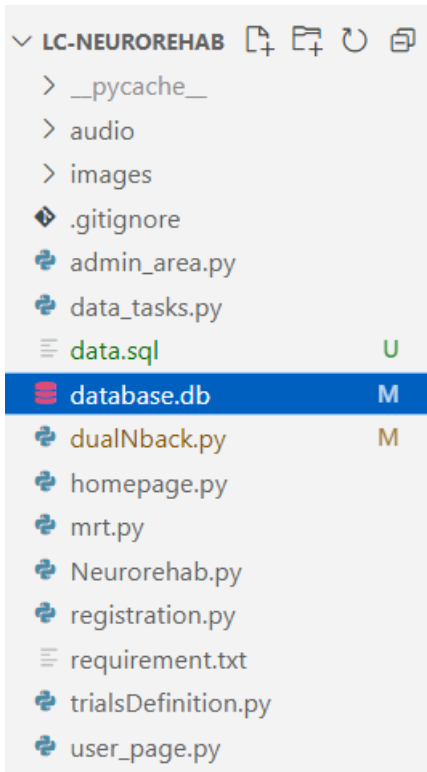 LC-NEUROREHAB
__pycache__
audio
images
.gitignore
admin_area.py
data_tasks.py
data.sql U
database.db M
dualNback.py M
homepage.py
mrt.py
Neurorehab.py
registration.py
requirement.txt
trialsDefinition.py
user_page.py